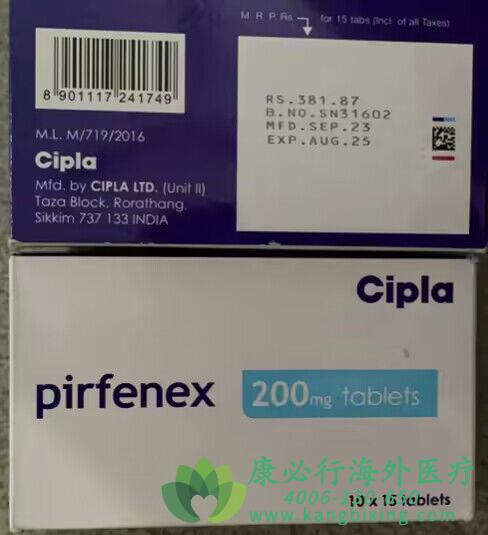 M.R.P.Rs. for 15 tabs (Incl. of all Taxes)
RS.381.87
B.NO.SN31602
MFD.SEP.23
EXP.AUG.25
8 901117 241749
M.L. M/719/2016
Cipla
Mfd. by CIPLA LTD. (Unit II)
Taza Block, Rorathang,
Sikkim 737 133 INDIA
Cipla
pirfenex 200mg tablets
康必行海外医疗
10 x 15 tablets
www.kangbixing.com